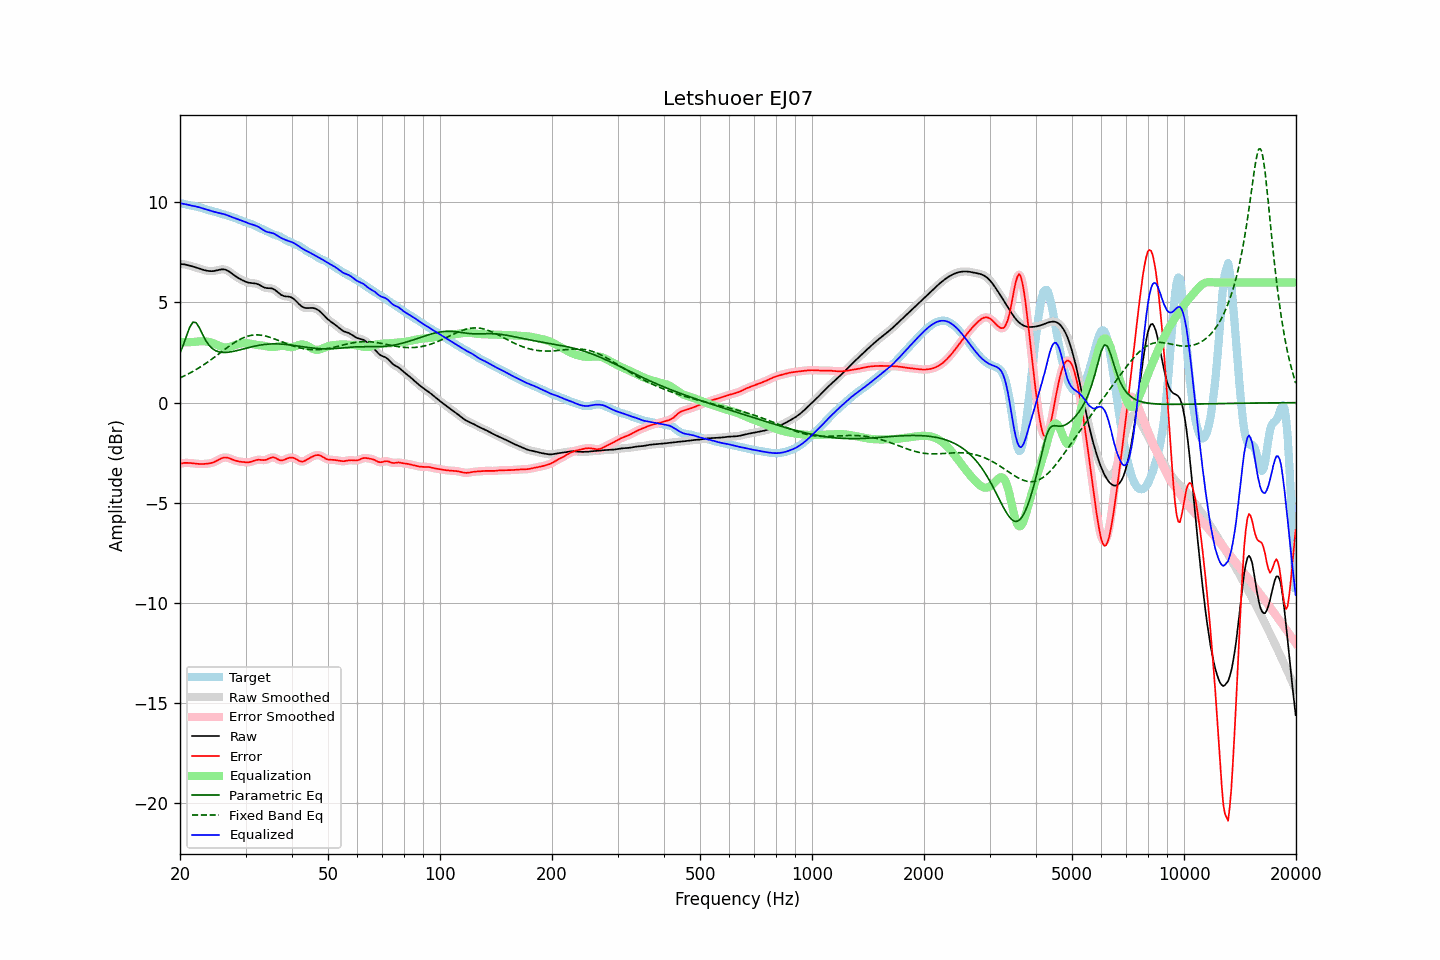 Letshuoer EJ07
Amplitude (dBr)
10
5
0
−5
−10
−15
−20
Target
Raw Smoothed
Error Smoothed
Raw
Error
Equalization
Parametric Eq
Fixed Band Eq
Equalized
20 50 100 200 500 1000 2000 5000 10000 20000
Frequency (Hz)